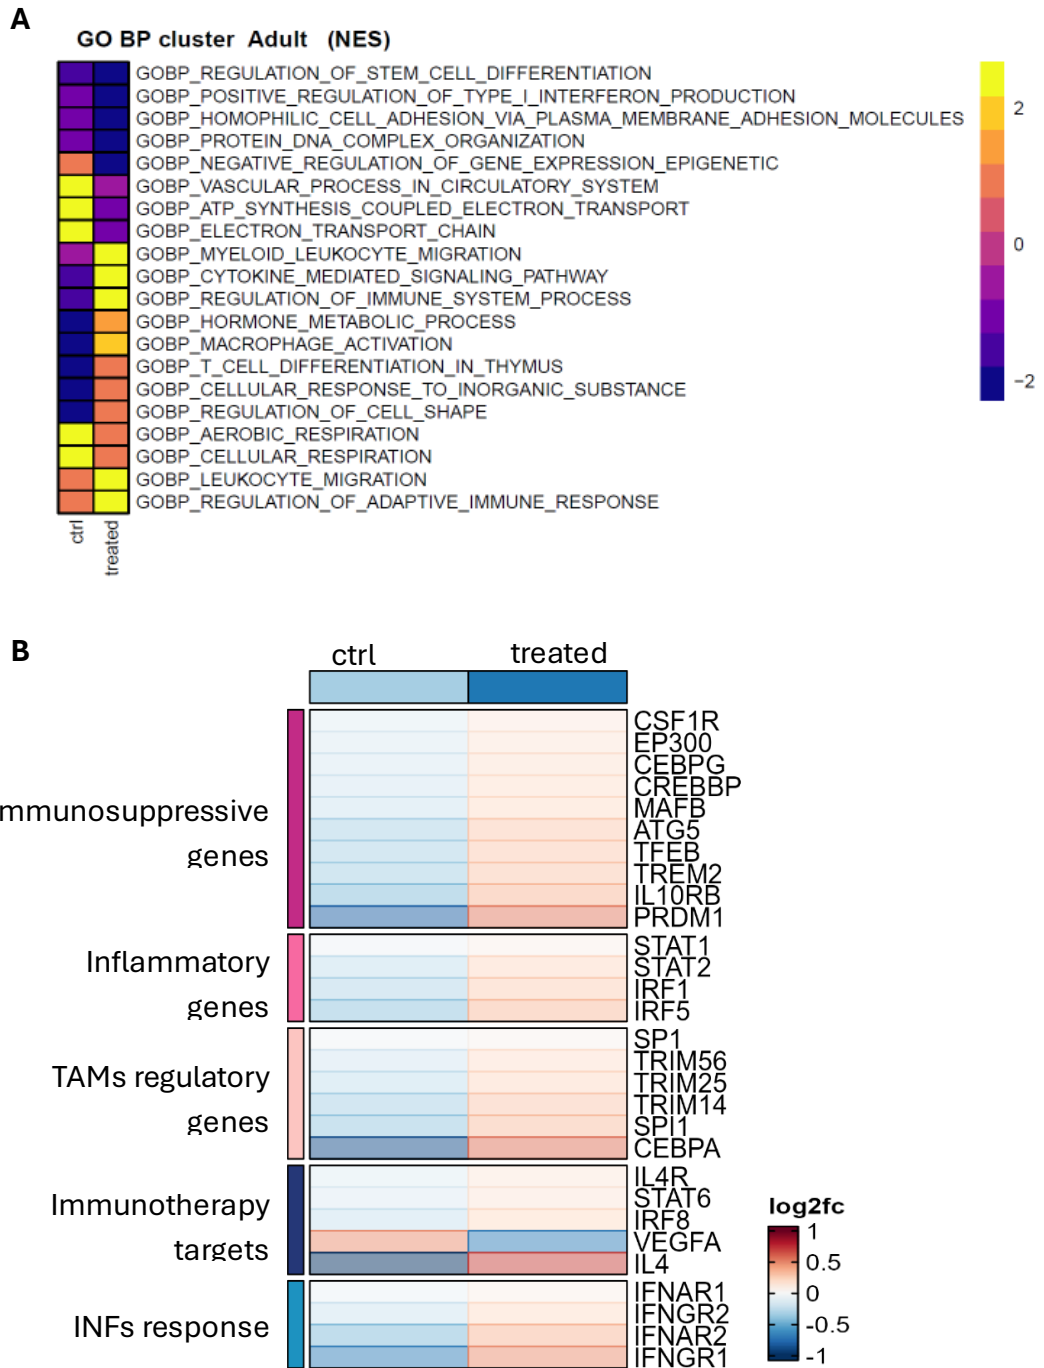 A
GO BP cluster Adult (NES)
GOBP_REGULATION_OF_STEM_CELL_DIFFERENTIATION
GOBP_POSITIVE_REGULATION_OF_TYPE_I_INTERFERON_PRODUCTION
GOBP_HOMOPHILIC_CELL_ADHESION_VIA_PLASMA_MEMBRANE_ADHESION_MOLECULES
GOBP_PROTEIN_DNA_COMPLEX_ORGANIZATION
GOBP_NEGATIVE_REGULATION_OF_GENE_EXPRESSION_EPIGENETIC
GOBP_VASCULAR_PROCESS_IN_CIRCULATORY_SYSTEM
GOBP_ATP_SYNTHESIS_COUPLED_ELECTRON_TRANSPORT
GOBP_ELECTRON_TRANSPORT_CHAIN
GOBP_MYELOID_LEUKOCYTE_MIGRATION
GOBP_CYTOKINE_MEDIATED_SIGNALING_PATHWAY
GOBP_REGULATION_OF_IMMUNE_SYSTEM_PROCESS
GOBP_HORMONE_METABOLIC_PROCESS
GOBP_MACROPHAGE_ACTIVATION
GOBP_T_CELL_DIFFERENTIATION_IN_THYMUS
GOBP_CELLULAR_RESPONSE_TO_INORGANIC_SUBSTANCE
GOBP_REGULATION_OF_CELL_SHAPE
GOBP_AEROBIC_RESPIRATION
GOBP_CELLULAR_RESPIRATION
GOBP_LEUKOCYTE_MIGRATION
GOBP_REGULATION_OF_ADAPTIVE_IMMUNE_RESPONSE
ctrl
treated
2
0
−2
B
ctrl
treated
mmunosuppressive
genes
CSF1R
EP300
CEBPG
CREBBP
MAFB
ATG5
TFEB
TREM2
IL10RB
PRDM1
Inflammatory
genes
STAT1
STAT2
IRF1
IRF5
TAMs regulatory
genes
SP1
TRIM56
TRIM25
TRIM14
SPI1
CEBPA
Immunotherapy
targets
IL4R
STAT6
IRF8
VEGFA
IL4
INFs response
IFNAR1
IFNGR2
IFNAR2
IFNGR1
log2fc
1
0.5
0
-0.5
-1